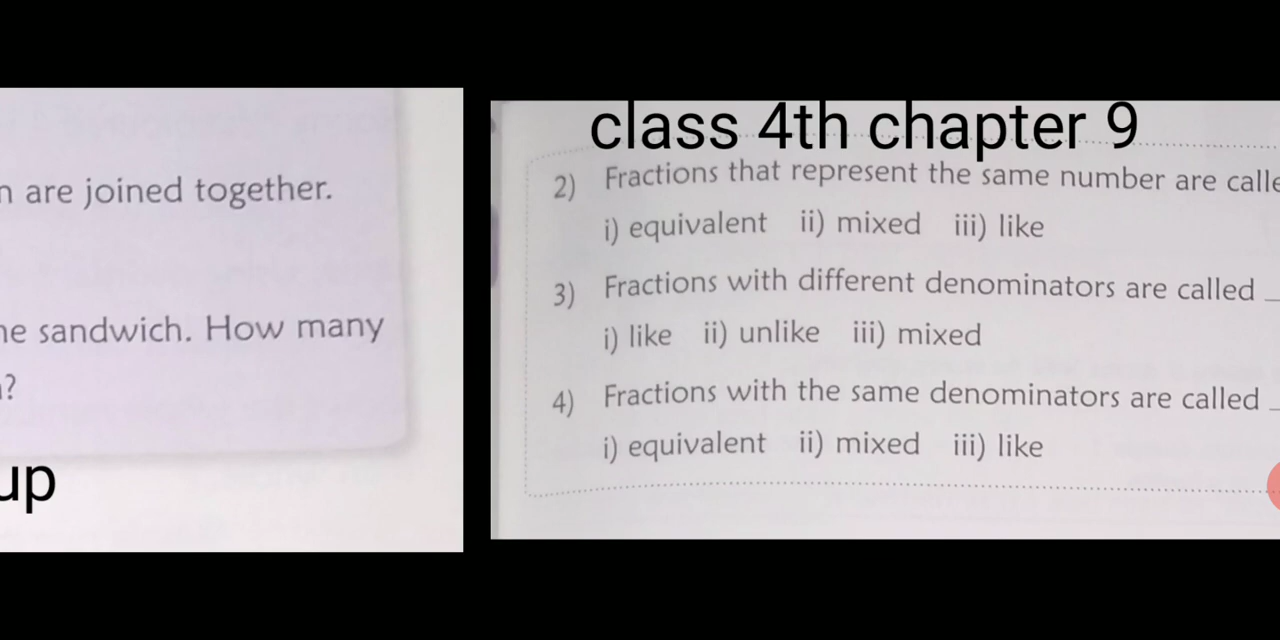 are joined together.
sandwich. How many
?
up
class 4th chapter 9
2) Fractions that represent the same number are
i) equivalent ii) mixed iii) like
3) Fractions with different denominators are called _
i) like ii) unlike iii) mixed
4) Fractions with the same denominators are called _
i) equivalent ii) mixed iii) like